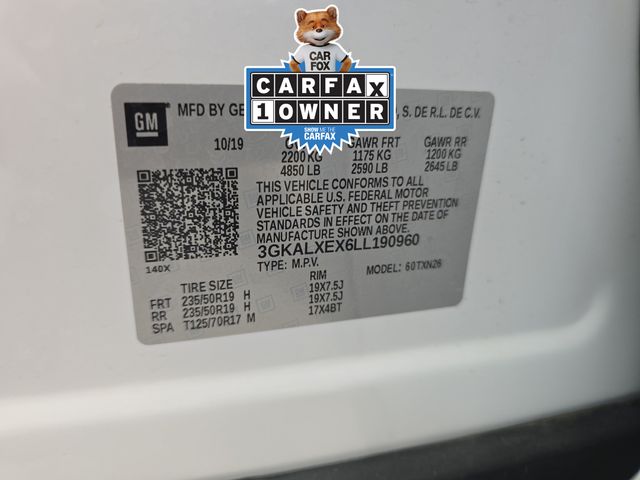 CAR
FOX
CARFAX
1 OWNER
SHOW ME THE
CARFAX
GM
MFD BY GE , S. DE R.L. DE C.V.
10/19 GAWR FRT GAWR RR
2200 KG 1175 KG 1200 KG
4850 LB 2590 LB 2645 LB
THIS VEHICLE CONFORMS TO ALL
APPLICABLE U.S. FEDERAL MOTOR
VEHICLE SAFETY AND THEFT PREVENTION
STANDARDS IN EFFECT ON THE DATE OF
MANUFACTURE SHOWN ABOVE.
3GKALXEX6LL190960
140X TYPE: M.P.V. MODEL: 60TXN26
TIRE SIZE RIM
FRT 235/50R19 H 19X7.5J
RR 235/50R19 H 19X7.5J
SPA T125/70R17 M 17X4BT